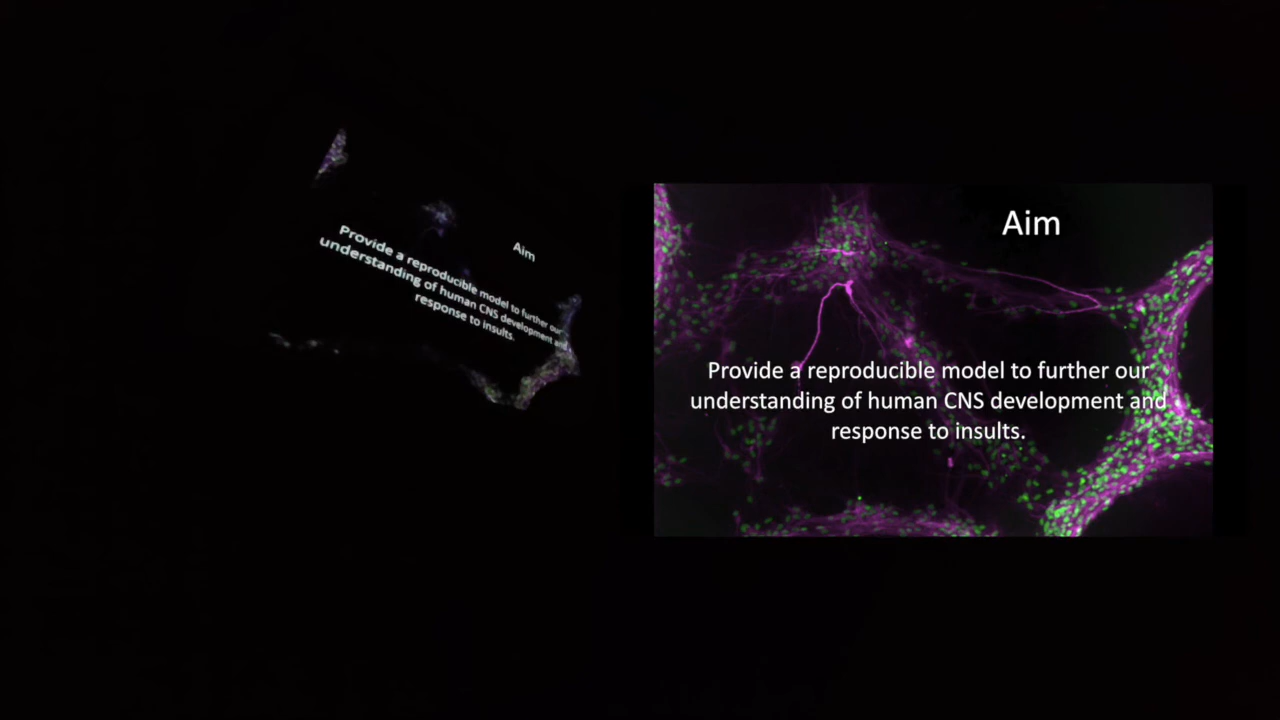 Aim
Provide a reproducible model to further our
understanding of human CNS development and
response to insults.
Aim
Provide a reproducible model to further our
understanding of human CNS development and
response to insults.